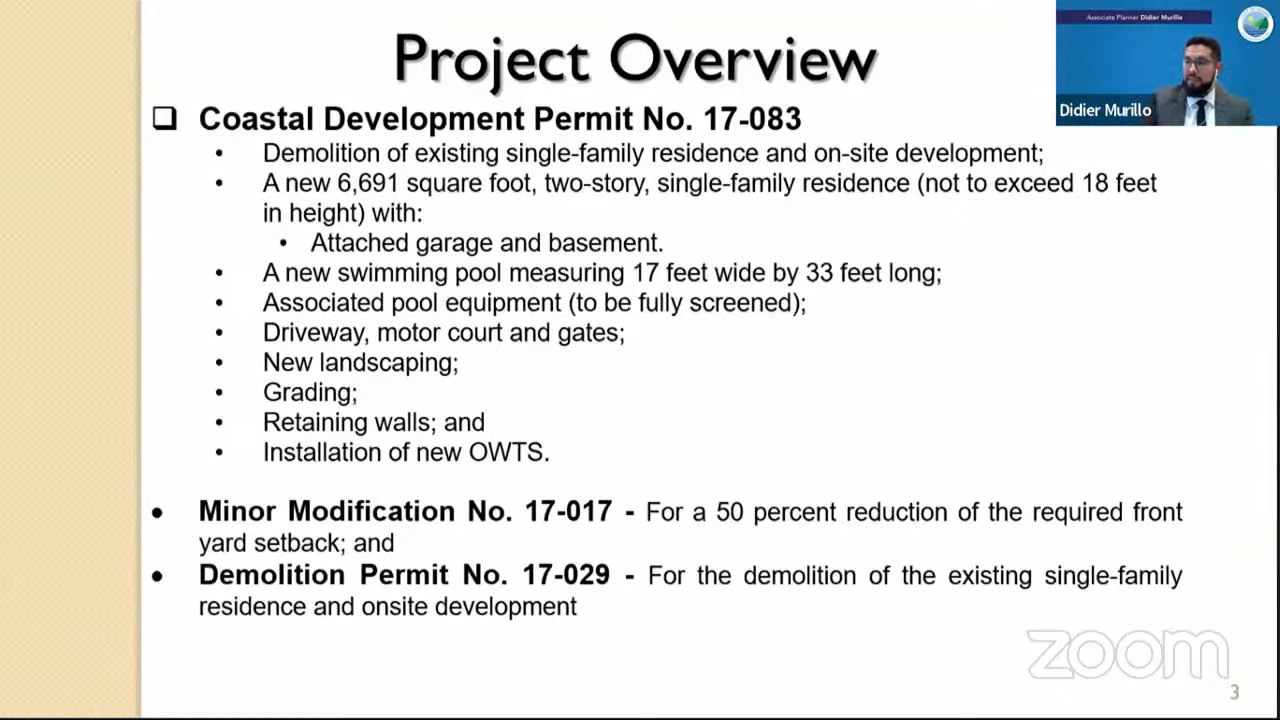 Project Overview
Associate Planner Didier Murillo
Didier Murillo
❑ Coastal Development Permit No. 17-083
• Demolition of existing single-family residence and on-site development;
• A new 6,691 square foot, two-story, single-family residence (not to exceed 18 feet
in height) with:
• Attached garage and basement.
• A new swimming pool measuring 17 feet wide by 33 feet long;
• Associated pool equipment (to be fully screened);
• Driveway, motor court and gates;
• New landscaping;
• Grading;
• Retaining walls; and
• Installation of new OWTS.
• Minor Modification No. 17-017 - For a 50 percent reduction of the required front
yard setback; and
• Demolition Permit No. 17-029 - For the demolition of the existing single-family
residence and onsite development
zoom
3